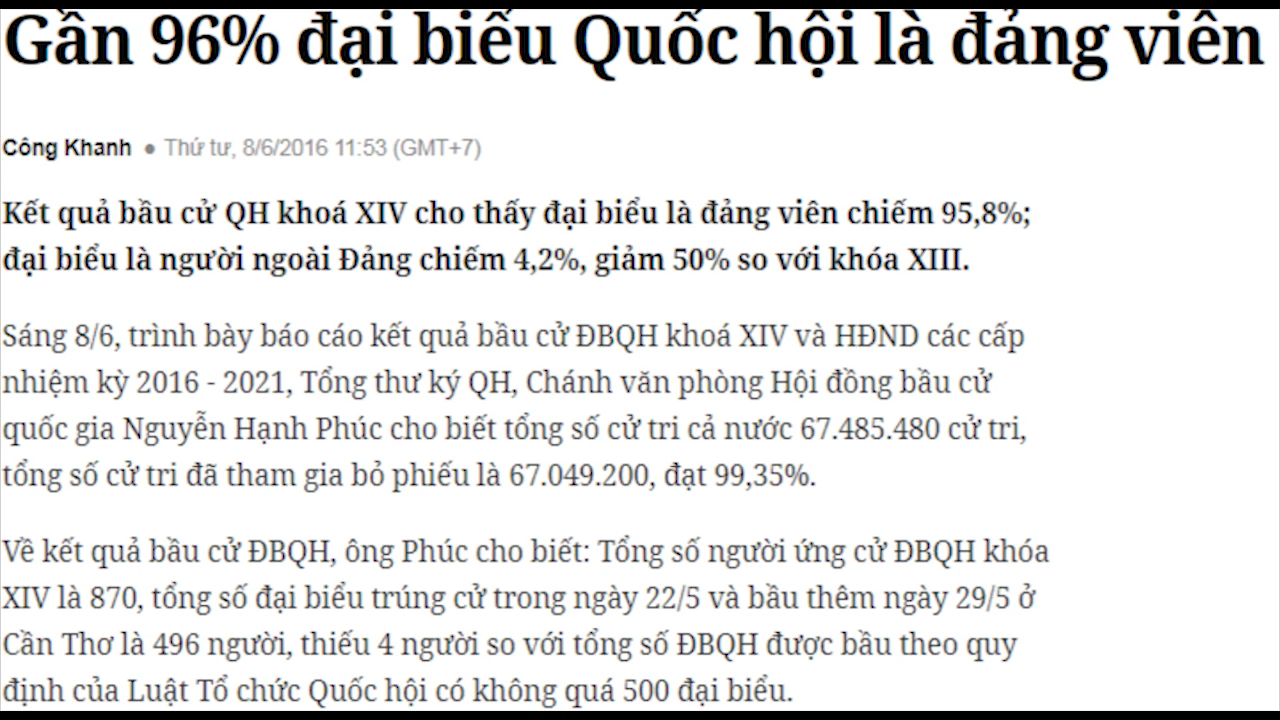 Gần 96% đại biểu Quốc hội là đảng viên
Công Khanh ● Thứ tư, 8/6/2016 11:53 (GMT+7)
Kết quả bầu cử QH khoá XIV cho thấy đại biểu là đảng viên chiếm 95,8%;
đại biểu là người ngoài Đảng chiếm 4,2%, giảm 50% so với khóa XIII.
Sáng 8/6, trình bày báo cáo kết quả bầu cử ĐBQH khoá XIV và HĐND các cấp
nhiệm kỳ 2016 - 2021, Tổng thư ký QH, Chánh văn phòng Hội đồng bầu cử
quốc gia Nguyễn Hạnh Phúc cho biết tổng số cử tri cả nước 67.485.480 cử tri,
tổng số cử tri đã tham gia bỏ phiếu là 67.049.200, đạt 99,35%.
Về kết quả bầu cử ĐBQH, ông Phúc cho biết: Tổng số người ứng cử ĐBQH khóa
XIV là 870, tổng số đại biểu trúng cử trong ngày 22/5 và bầu thêm ngày 29/5 ở
Cần Thơ là 496 người, thiếu 4 người so với tổng số ĐBQH được bầu theo quy
định của Luật Tổ chức Quốc hội có không quá 500 đại biểu.